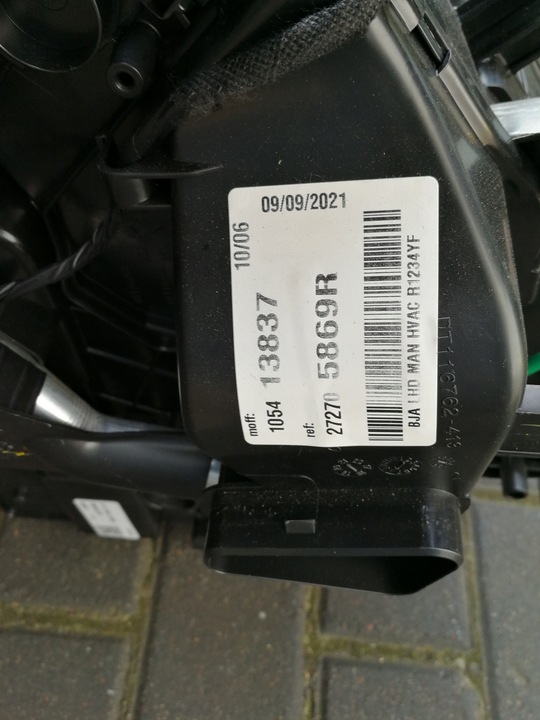 09/09/2021
10/06
moff:
1054 13837
ref:
27270 5869R
BJA LHD MAN HVAC R1234YF